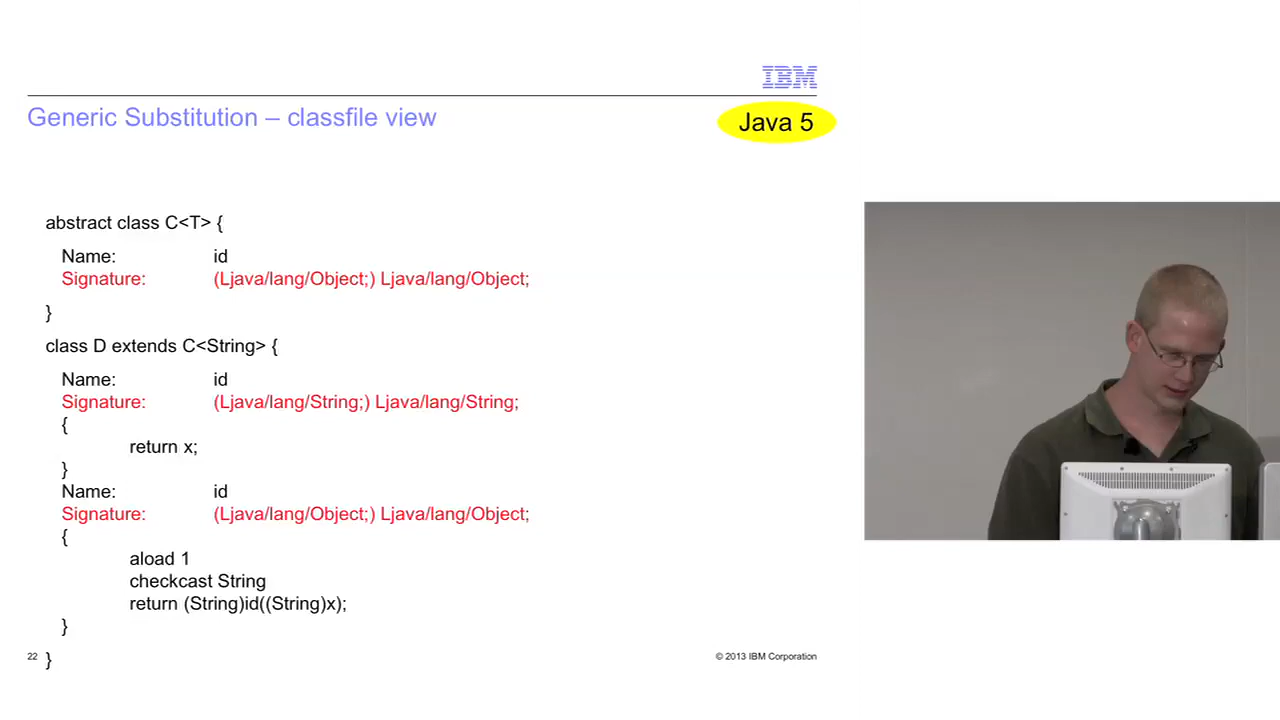 IBM
Generic Substitution – classfile view
Java 5
abstract class C<T> {
Name: id
Signature: (Ljava/lang/Object;) Ljava/lang/Object;
}
class D extends C<String> {
Name: id
Signature: (Ljava/lang/String;) Ljava/lang/String;
{
return x;
}
Name: id
Signature: (Ljava/lang/Object;) Ljava/lang/Object;
{
aload 1
checkcast String
return (String)id((String)x);
}
}
22
© 2013 IBM Corporation